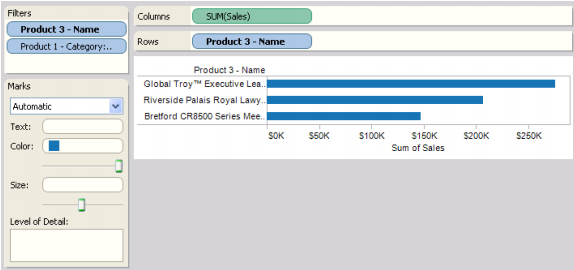 Filters
Product 3 - Name
Product 1 - Category:..
Marks
Automatic
Text:
Color:
Size:
Level of Detail:
Columns SUM(Sales)
Rows Product 3 - Name
Product 3 - Name
Global Troy™ Executive Lea..
Riverside Palais Royal Lawy..
Bretford CR8500 Series Mee..
$0K $50K $100K $150K $200K $250K
Sum of Sales